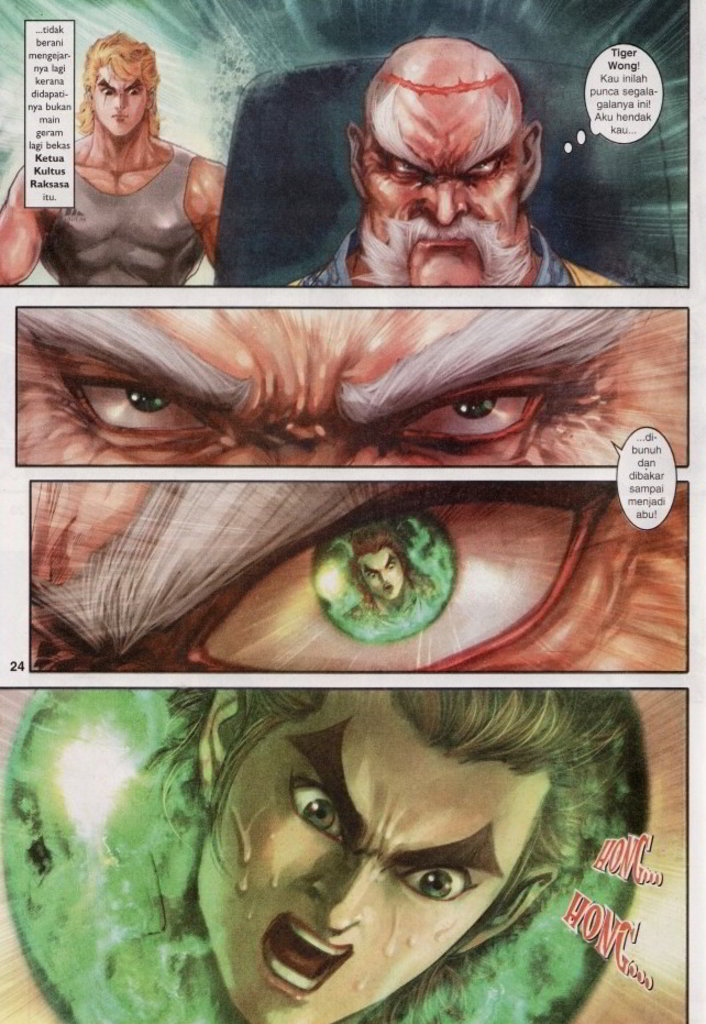 ...tidak
berani
mengejar-
nya lagi
kerana
didapati-
nya bukan
main
geram
lagi bekas
Ketua
Kultus
Raksasa
itu.
Tiger
Wong!
Kau inilah
punca segala-
galanya ini!
Aku hendak
kau...
...di-
bunuh
dan
dibakar
sampai
menjadi
abu!
24
HONG...
HONG...